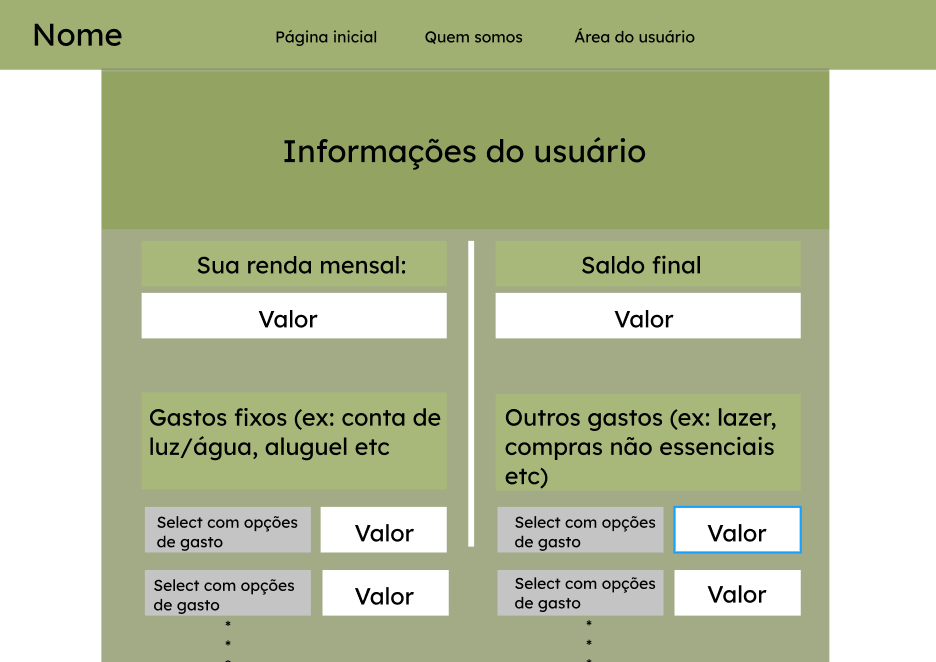 Nome
Página inicial
Quem somos
Área do usuário
Informações do usuário
Sua renda mensal:
Valor
Saldo final
Valor
Gastos fixos (ex: conta de
luz/água, aluguel etc
Outros gastos (ex: lazer,
compras não essenciais
etc)
Select com opções
de gasto
Valor
Select com opções
de gasto
Valor
Select com opções
de gasto
Valor
Select com opções
de gasto
Valor
*
*
*
*
*
*